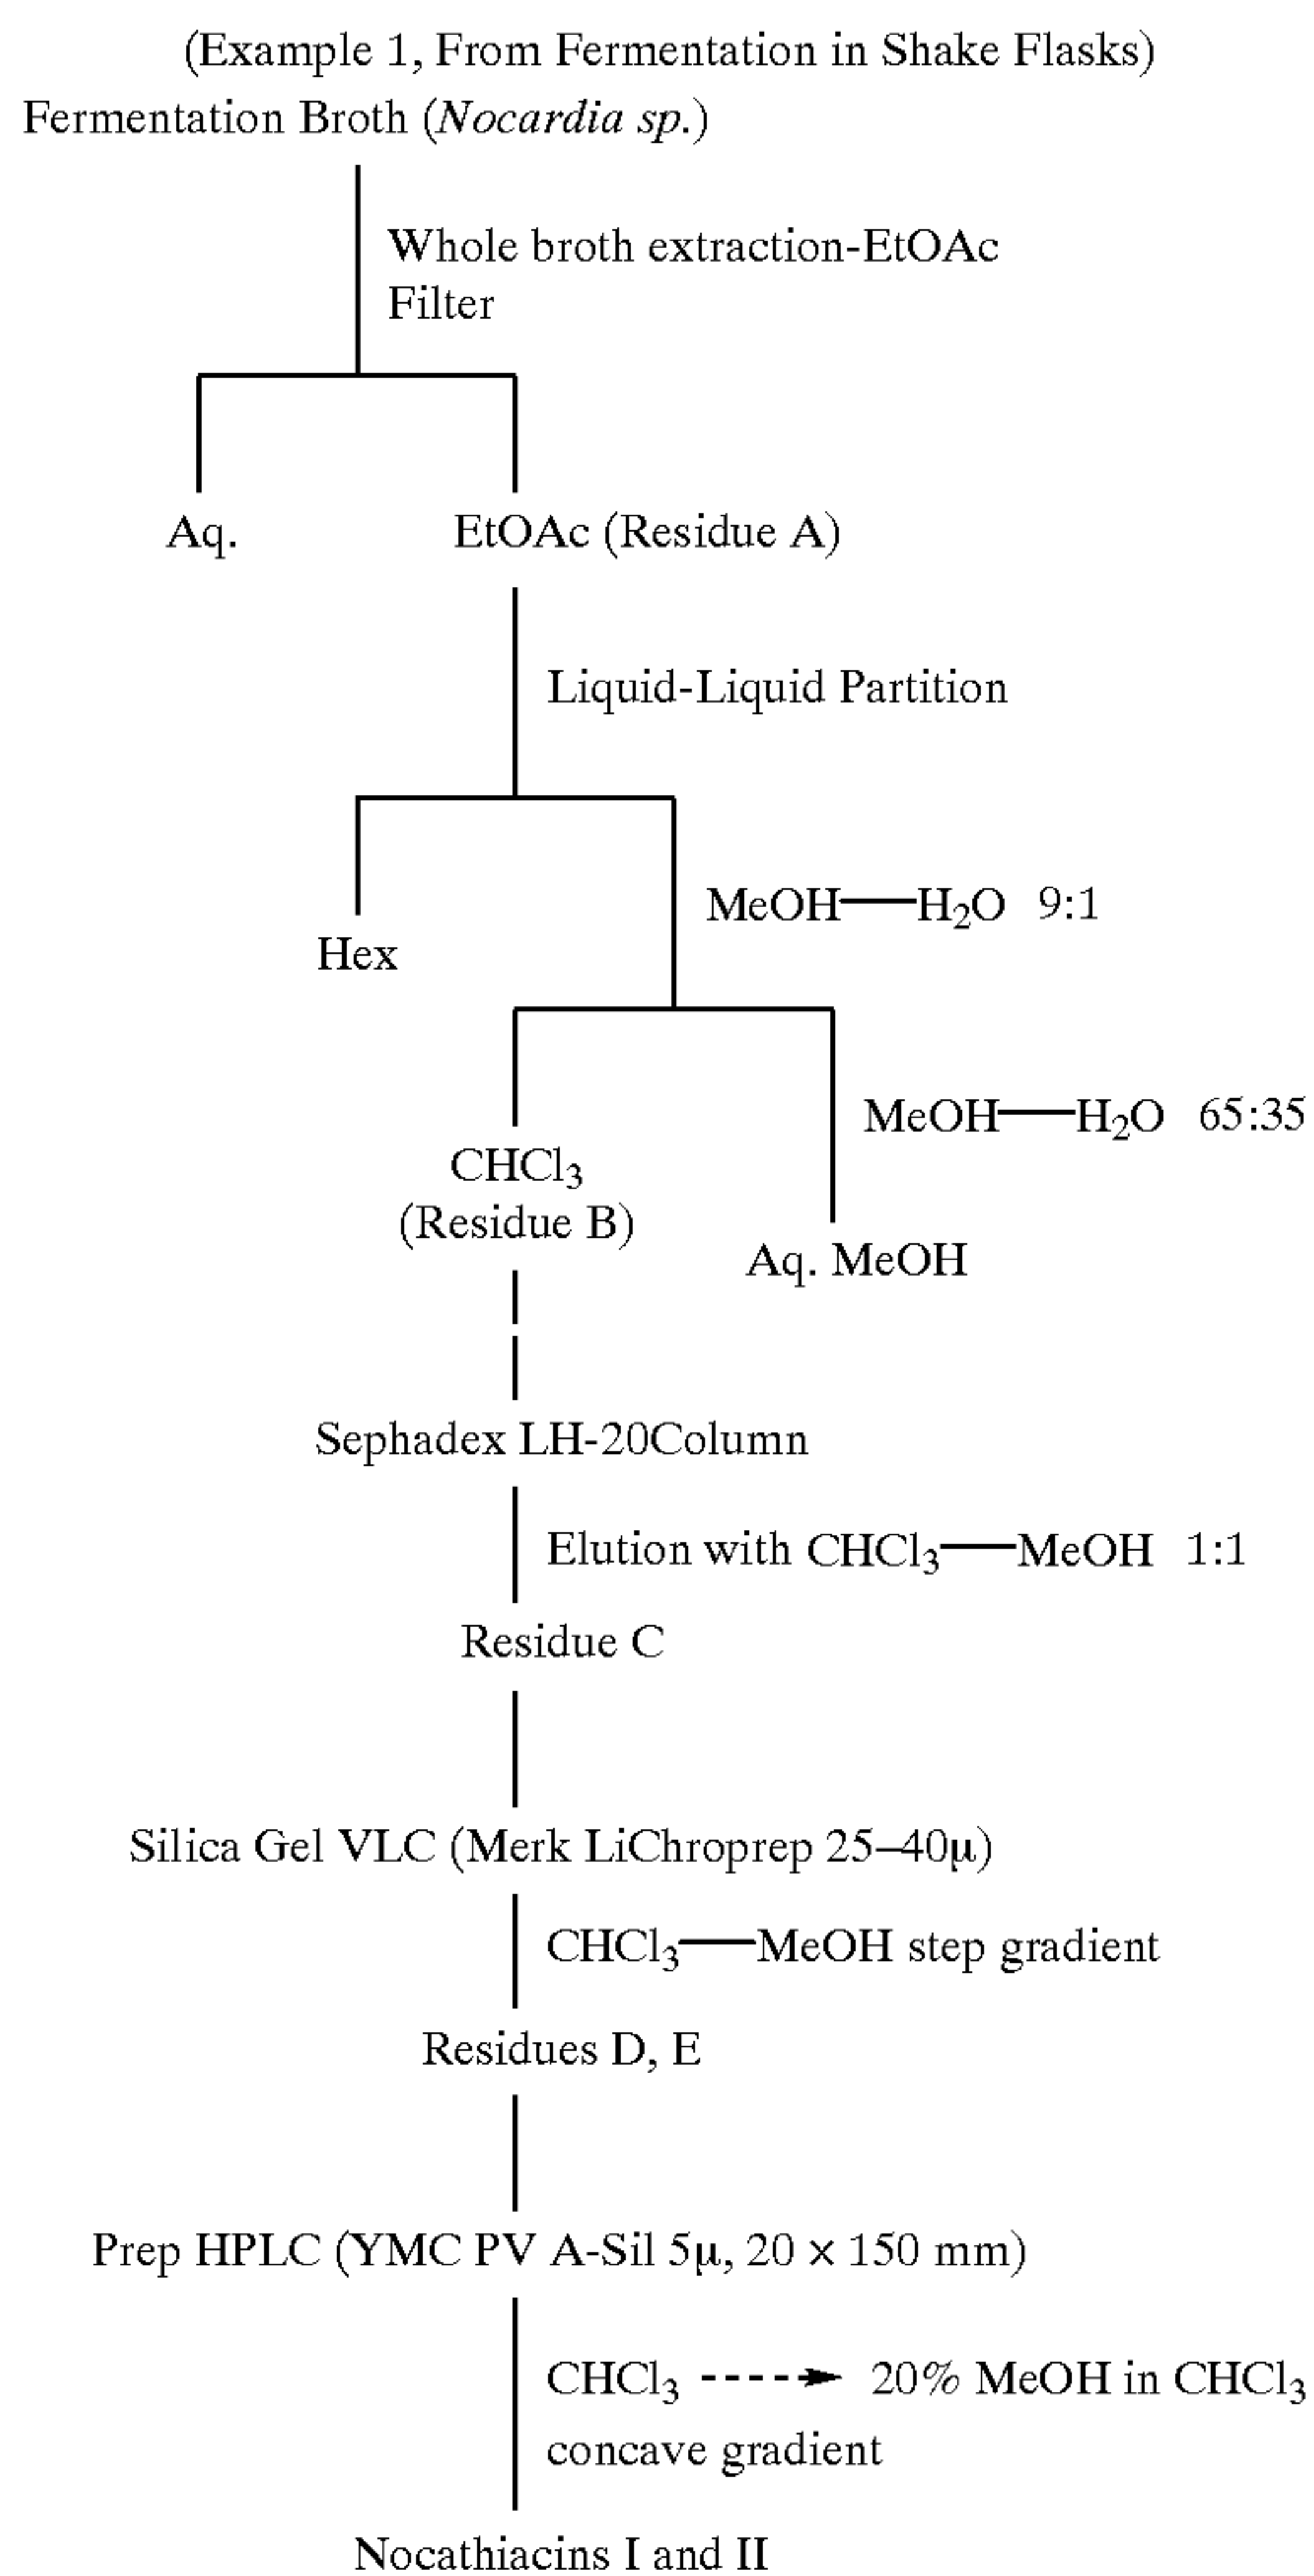 (Example 1, From Fermentation in Shake Flasks)
Fermentation Broth (Nocardia sp.)
Whole broth extraction-EtOAc
Filter
Aq.
EtOAc (Residue A)
Liquid-Liquid Partition
MeOH—H₂O 9:1
Hex
MeOH—H₂O 65:35
CHCl₃
(Residue B)
Aq. MeOH
Sephadex LH-20Column
Elution with CHCl₃—MeOH 1:1
Residue C
Silica Gel VLC (Merk LiChroprep 25–40μ)
CHCl₃—MeOH step gradient
Residues D, E
Prep HPLC (YMC PV A-Sil 5μ, 20 × 150 mm)
CHCl₃ ----► 20% MeOH in CHCl₃
concave gradient
Nocathiacins I and II